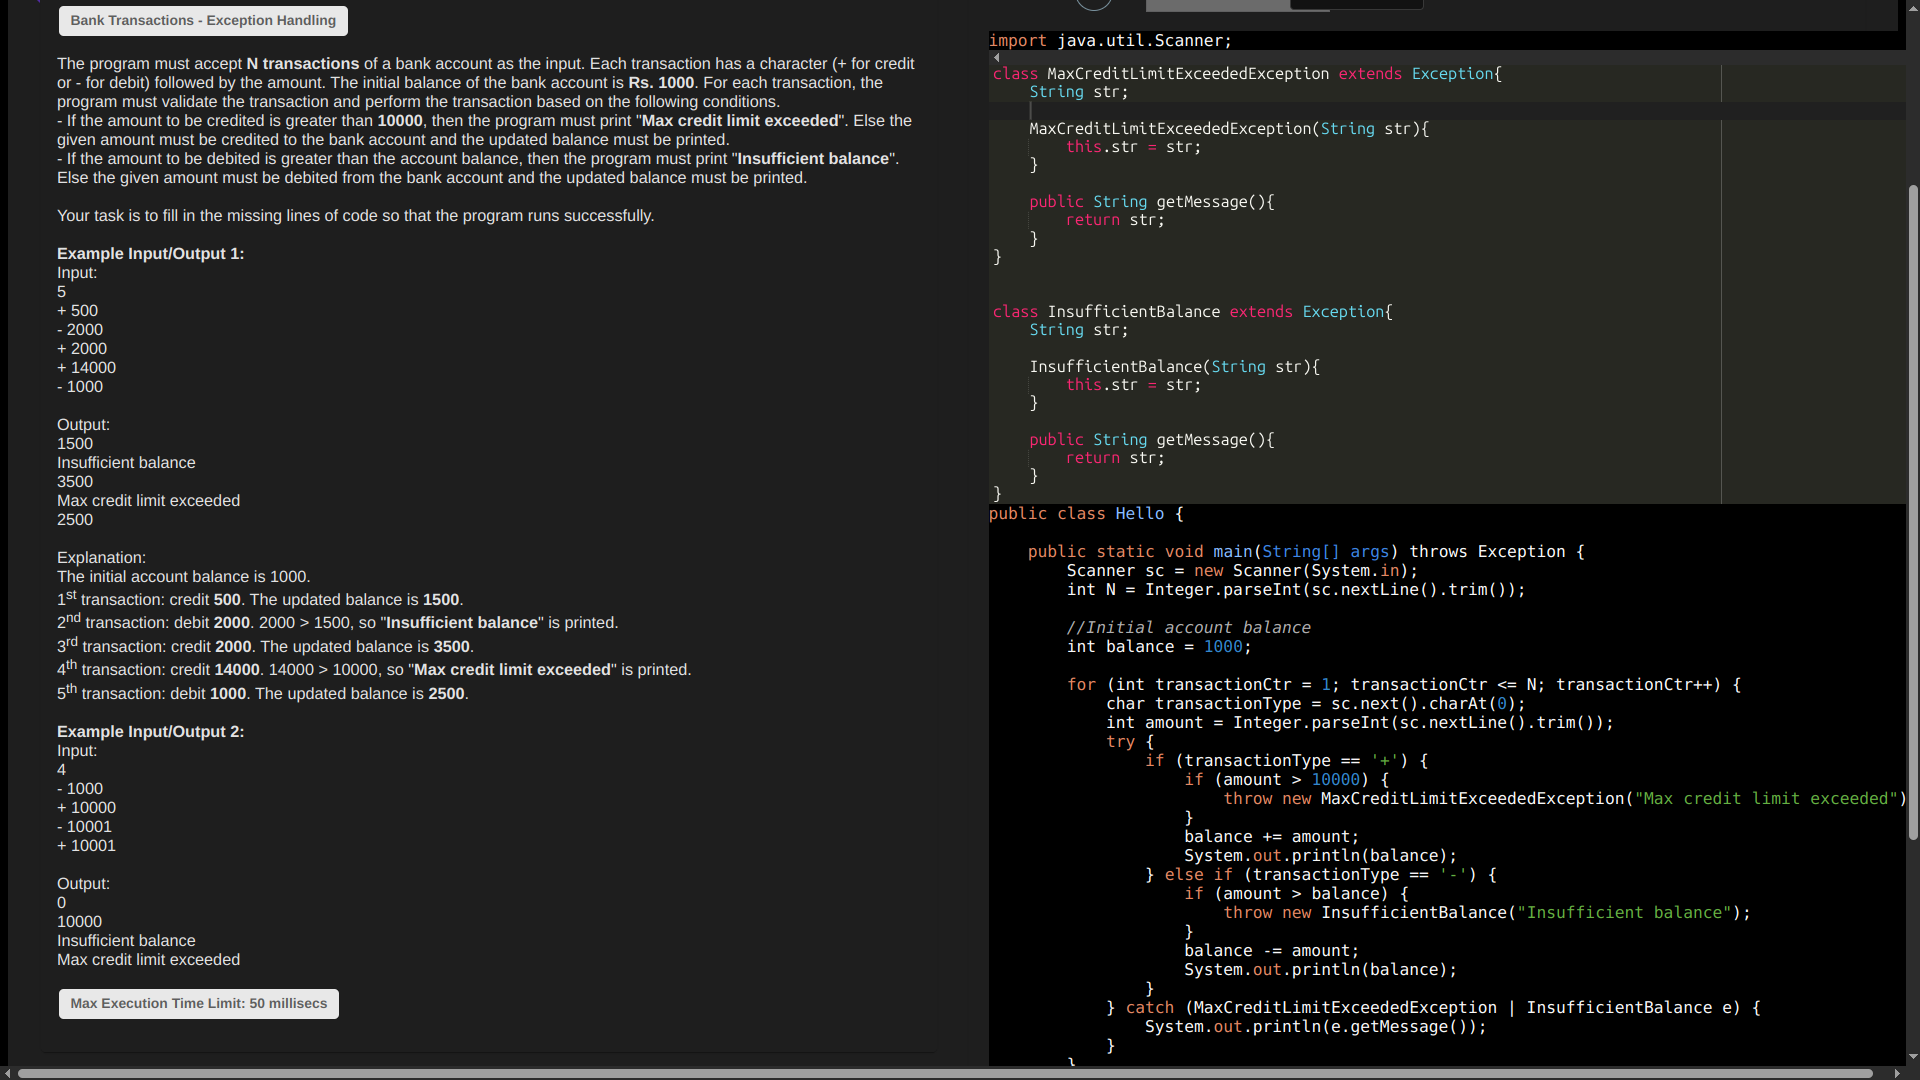 Bank Transactions - Exception Handling
The program must accept N transactions of a bank account as the input. Each transaction has a character (+ for credit
or - for debit) followed by the amount. The initial balance of the bank account is Rs. 1000. For each transaction, the
program must validate the transaction and perform the transaction based on the following conditions.
- If the amount to be credited is greater than 10000, then the program must print "Max credit limit exceeded". Else the
given amount must be credited to the bank account and the updated balance must be printed.
- If the amount to be debited is greater than the account balance, then the program must print "Insufficient balance".
Else the given amount must be debited from the bank account and the updated balance must be printed.
Your task is to fill in the missing lines of code so that the program runs successfully.
Example Input/Output 1:
Input:
5
+ 500
- 2000
+ 2000
+ 14000
- 1000
Output:
1500
Insufficient balance
3500
Max credit limit exceeded
2500
Explanation:
The initial account balance is 1000.
1st transaction: credit 500. The updated balance is 1500.
2nd transaction: debit 2000. 2000 > 1500, so "Insufficient balance" is printed.
3rd transaction: credit 2000. The updated balance is 3500.
4th transaction: credit 14000. 14000 > 10000, so "Max credit limit exceeded" is printed.
5th transaction: debit 1000. The updated balance is 2500.
Example Input/Output 2:
Input:
4
- 1000
+ 10000
- 10001
+ 10001
Output:
0
10000
Insufficient balance
Max credit limit exceeded
Max Execution Time Limit: 50 millisecs
import java.util.Scanner;
class MaxCreditLimitExceededException extends Exception{
String str;
MaxCreditLimitExceededException(String str){
this.str = str;
}
public String getMessage(){
return str;
}
}
class InsufficientBalance extends Exception{
String str;
InsufficientBalance(String str){
this.str = str;
}
public String getMessage(){
return str;
}
}
public class Hello {
public static void main(String[] args) throws Exception {
Scanner sc = new Scanner(System.in);
int N = Integer.parseInt(sc.nextLine().trim());
//Initial account balance
int balance = 1000;
for (int transactionCtr = 1; transactionCtr <= N; transactionCtr++) {
char transactionType = sc.next().charAt(0);
int amount = Integer.parseInt(sc.nextLine().trim());
try {
if (transactionType == '+') {
if (amount > 10000) {
throw new MaxCreditLimitExceededException("Max credit limit exceeded")
}
balance += amount;
System.out.println(balance);
} else if (transactionType == '-') {
if (amount > balance) {
throw new InsufficientBalance("Insufficient balance");
}
balance -= amount;
System.out.println(balance);
}
} catch (MaxCreditLimitExceededException | InsufficientBalance e) {
System.out.println(e.getMessage());
}
}